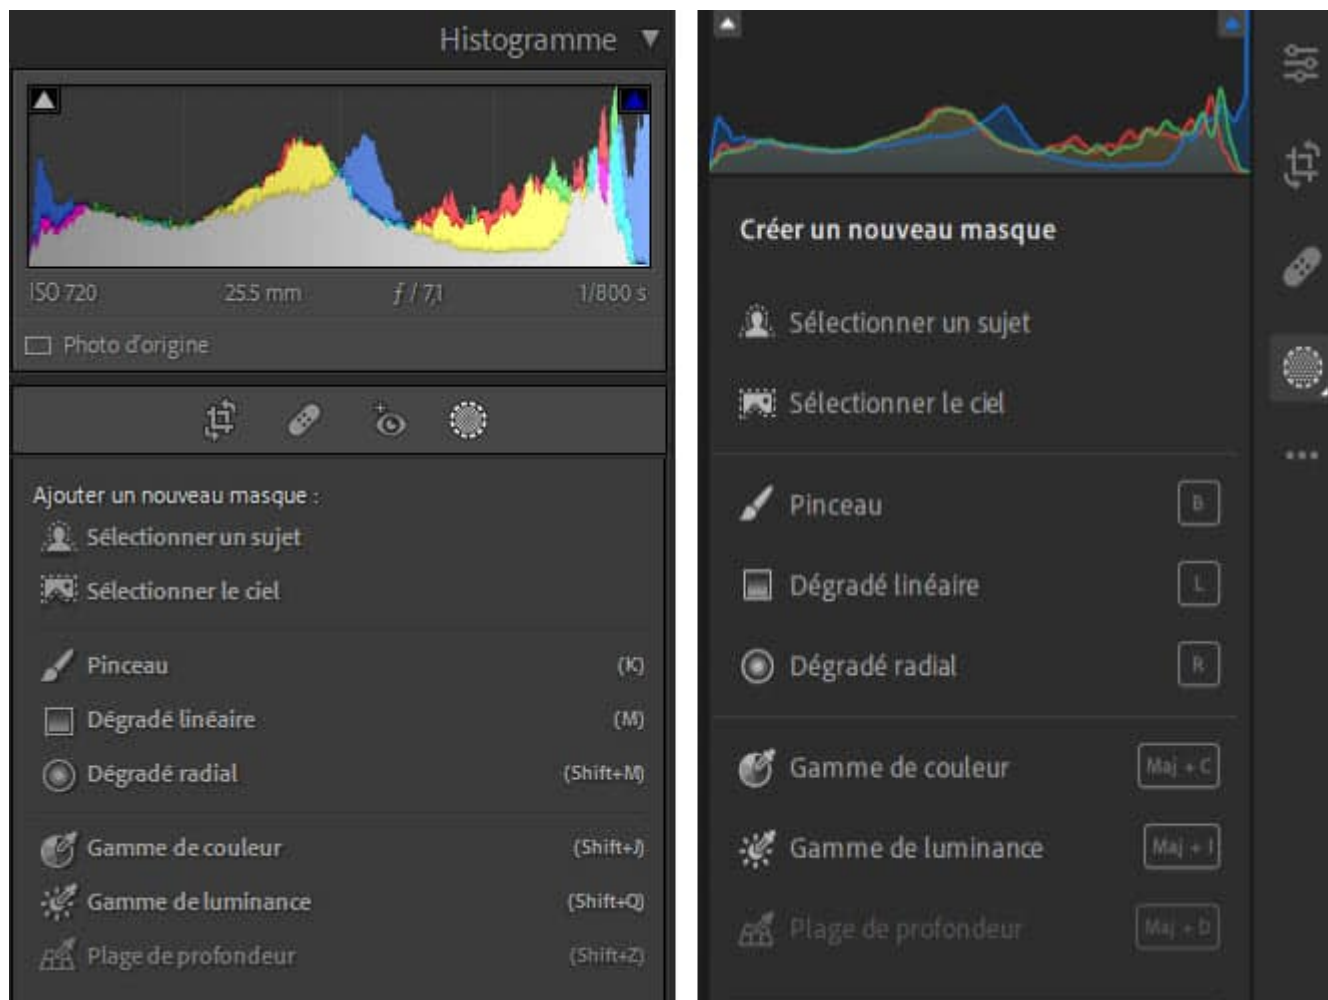 Histogramme
ISO 720 25.5 mm ƒ / 7,1 1/800 s
Photo d'origine
Ajouter un nouveau masque :
Sélectionner un sujet
Sélectionner le ciel
Pinceau (K)
Dégradé linéaire (M)
Dégradé radial (Shift+M)
Gamme de couleur (Shift+J)
Gamme de luminance (Shift+Q)
Plage de profondeur (Shift+Z)
Créer un nouveau masque
Sélectionner un sujet
Sélectionner le ciel
Pinceau B
Dégradé linéaire L
Dégradé radial R
Gamme de couleur Maj + C
Gamme de luminance Maj + I
Plage de profondeur Maj + D